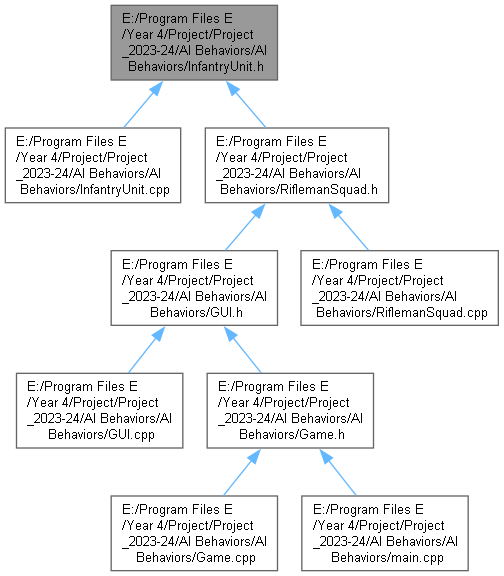 E:/Program Files E
/Year 4/Project/Project
_2023-24/AI Behaviors/AI
Behaviors/InfantryUnit.h
E:/Program Files E
/Year 4/Project/Project
_2023-24/AI Behaviors/AI
Behaviors/InfantryUnit.cpp
E:/Program Files E
/Year 4/Project/Project
_2023-24/AI Behaviors/AI
Behaviors/RiflemanSquad.h
E:/Program Files E
/Year 4/Project/Project
_2023-24/AI Behaviors/AI
Behaviors/GUI.h
E:/Program Files E
/Year 4/Project/Project
_2023-24/AI Behaviors/AI
Behaviors/RiflemanSquad.cpp
E:/Program Files E
/Year 4/Project/Project
_2023-24/AI Behaviors/AI
Behaviors/GUI.cpp
E:/Program Files E
/Year 4/Project/Project
_2023-24/AI Behaviors/AI
Behaviors/Game.h
E:/Program Files E
/Year 4/Project/Project
_2023-24/AI Behaviors/AI
Behaviors/Game.cpp
E:/Program Files E
/Year 4/Project/Project
_2023-24/AI Behaviors/AI
Behaviors/main.cpp